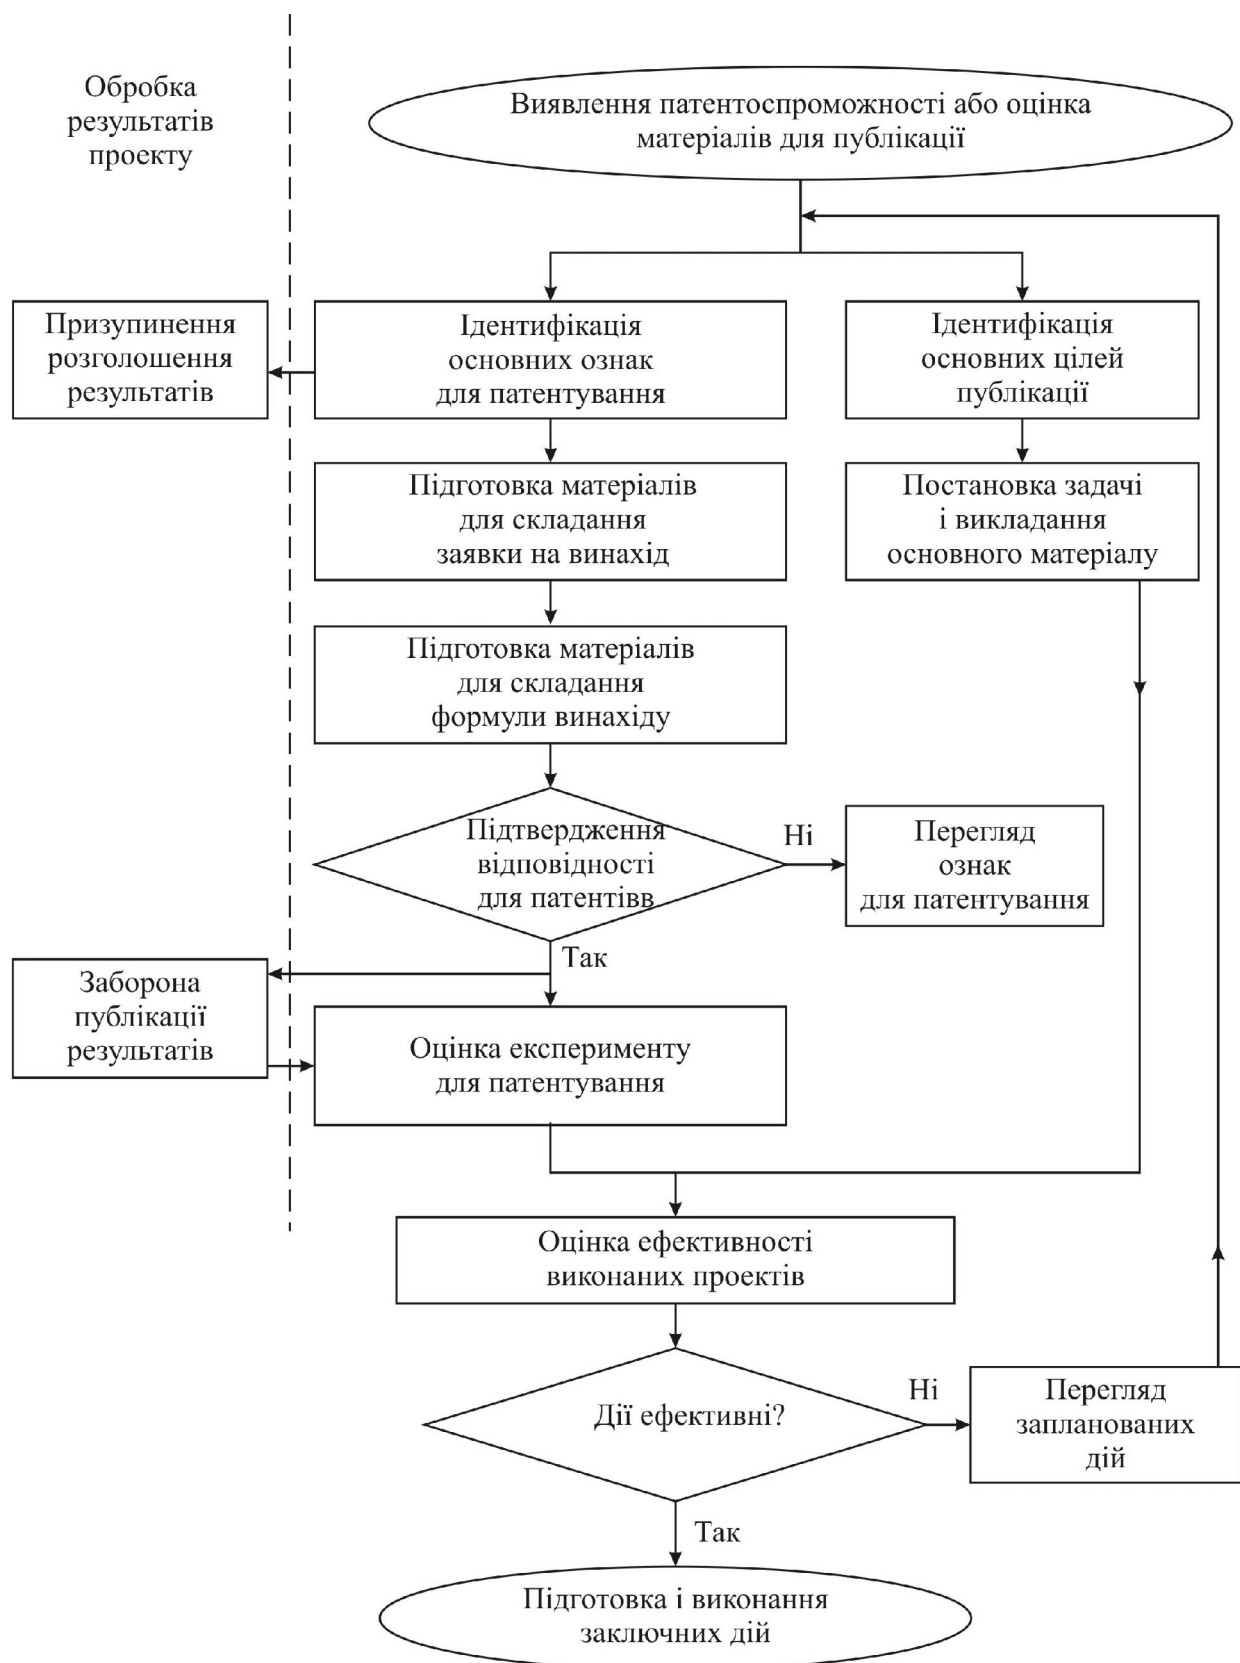 Обробка
результатів
проекту
Виявлення патентоспроможності або оцінка
матеріалів для публікації
Призупинення
розголошення
результатів
Ідентифікація
основних ознак
для патентування
Ідентифікація
основних цілей
публікації
Підготовка матеріалів
для складання
заявки на винахід
Постановка задачі
і викладання
основного матеріалу
Підготовка матеріалів
для складання
формули винахіду
Підтвердження
відповідності
для патентівв
Ні
Перегляд
ознак
для патентування
Так
Заборона
публікації
результатів
Оцінка експерименту
для патентування
Оцінка ефективності
виконаних проектів
Дії ефективні?
Ні
Перегляд
запланованих
дій
Так
Підготовка і виконання
заключних дій